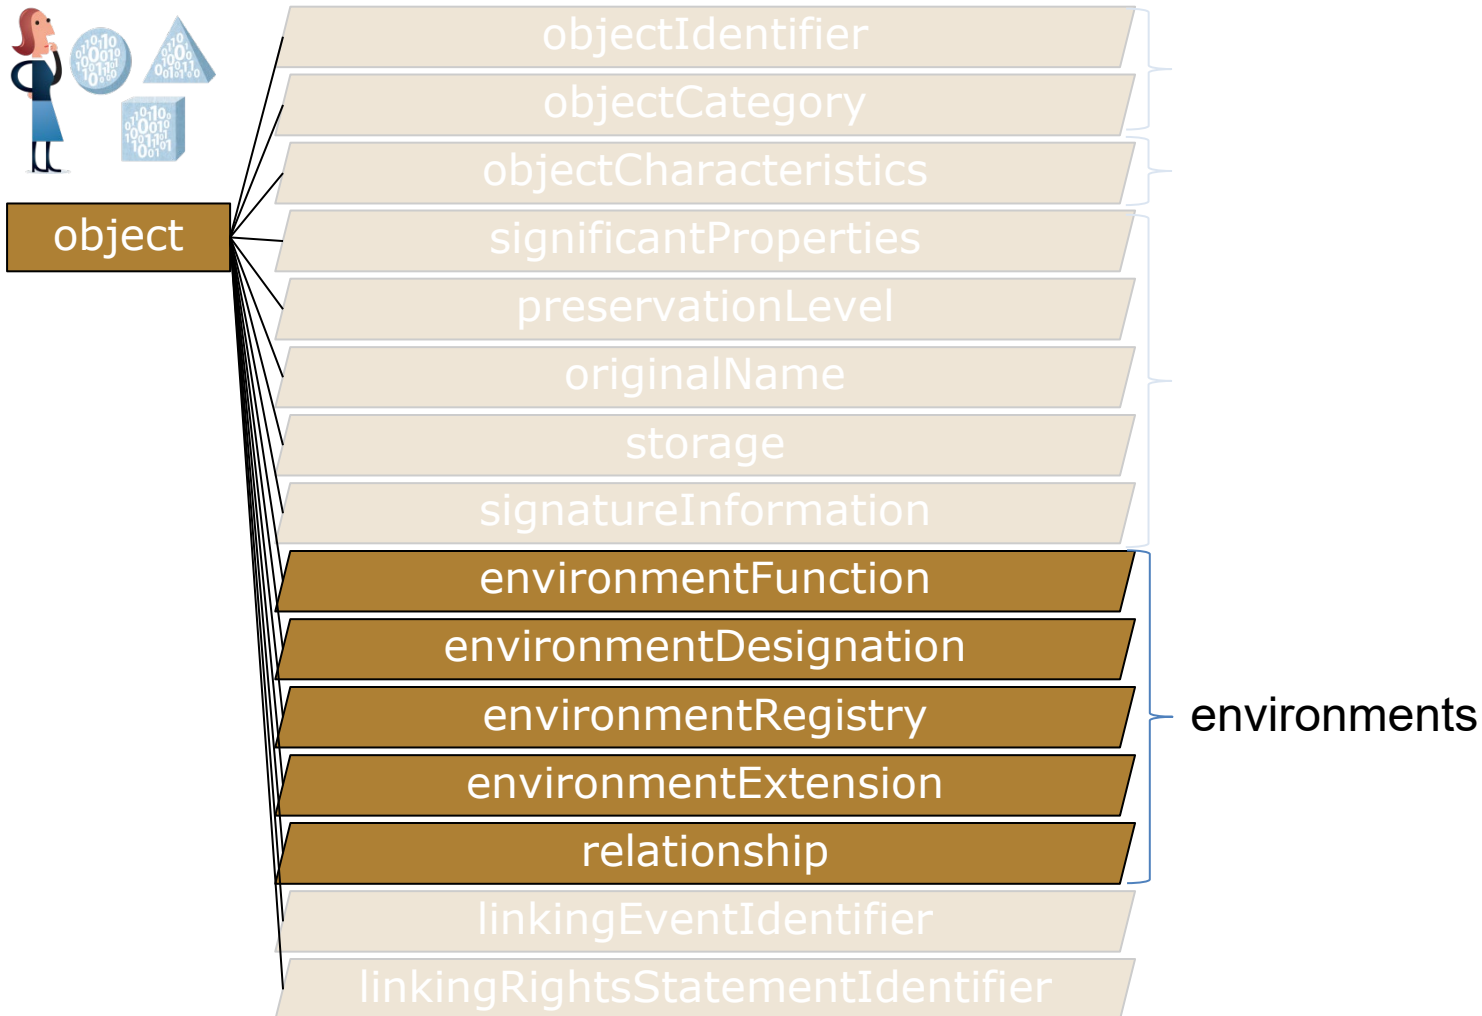 objectIdentifier
objectCategory
objectCharacteristics
object
significantProperties
preservationLevel
originalName
storage
signatureInformation
environmentFunction
environmentDesignation
environmentRegistry
environments
environmentExtension
relationship
linkingEventIdentifier
linkingRightsStatementIdentifier